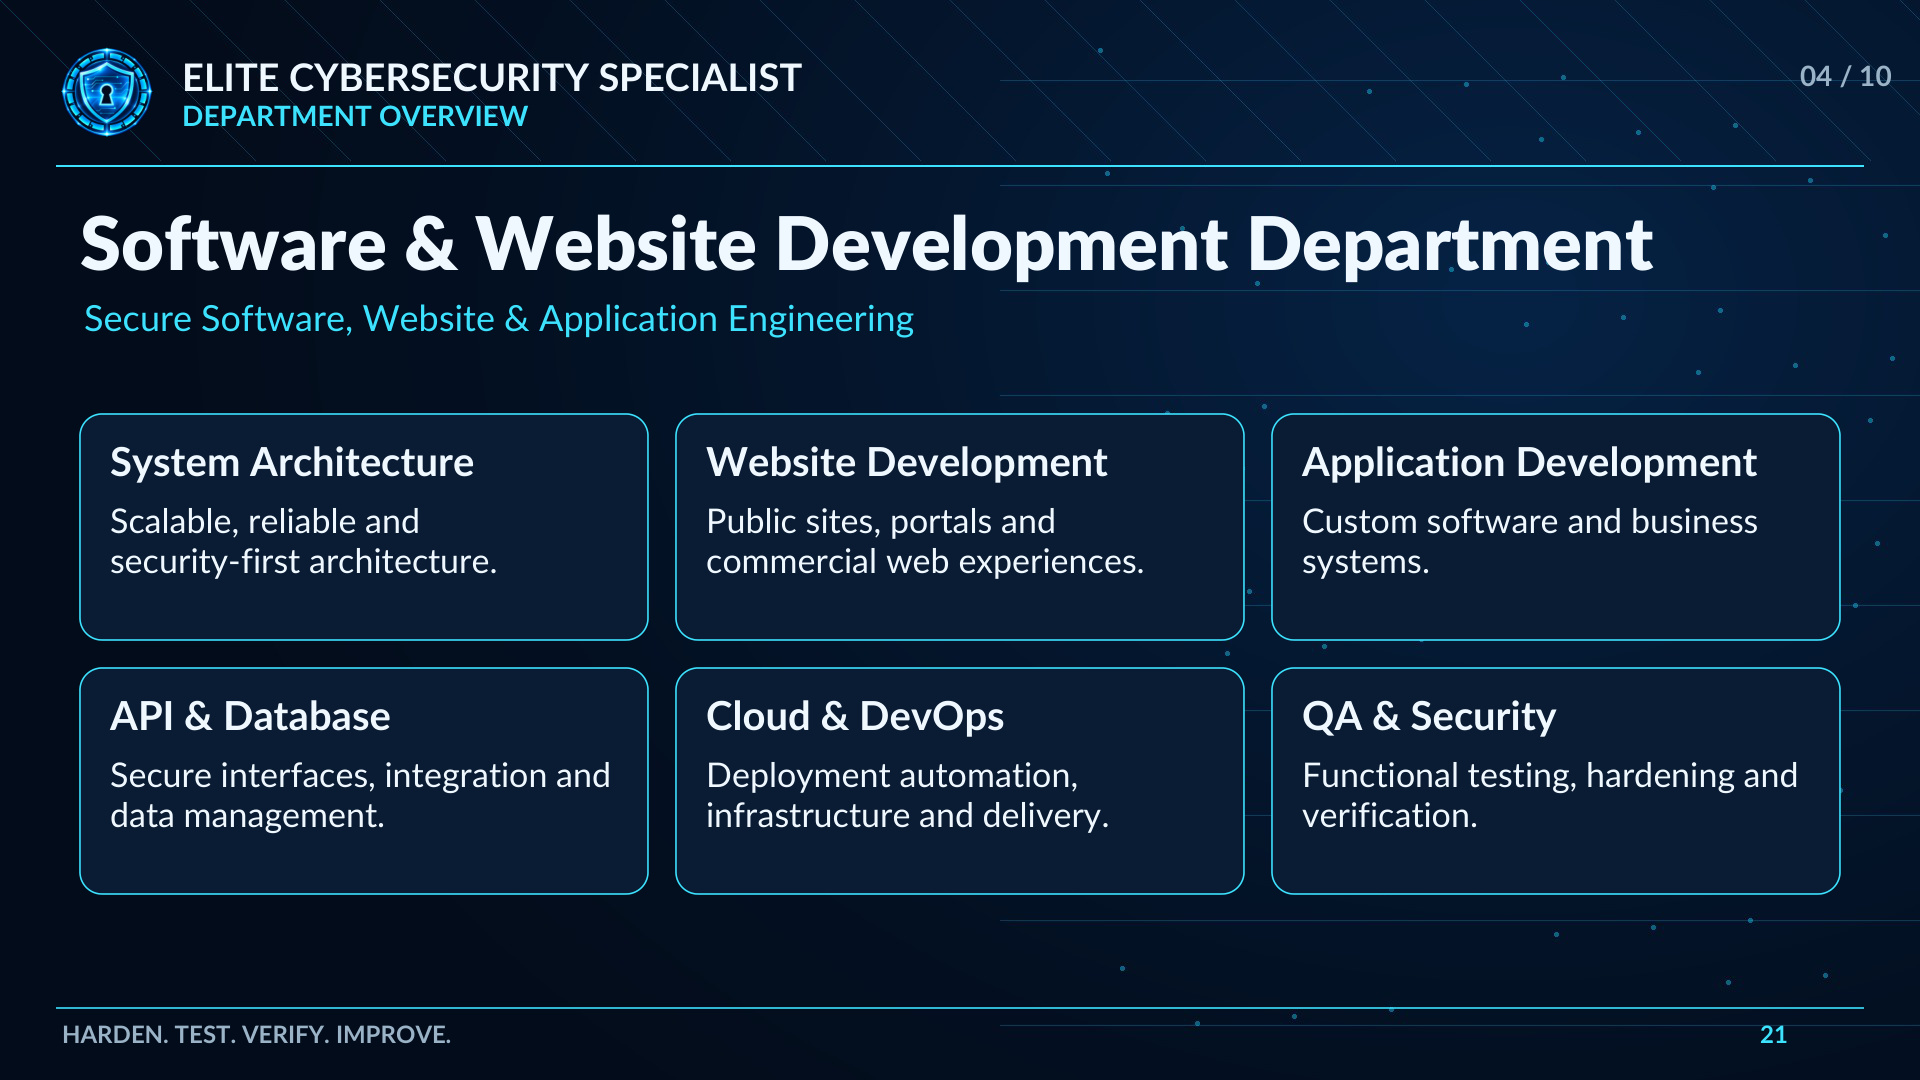 ELITE CYBERSECURITY SPECIALIST
DEPARTMENT OVERVIEW
04 / 10
Software & Website Development Department
Secure Software, Website & Application Engineering
System Architecture
Scalable, reliable and
security-first architecture.
Website Development
Public sites, portals and
commercial web experiences.
Application Development
Custom software and business
systems.
API & Database
Secure interfaces, integration and
data management.
Cloud & DevOps
Deployment automation,
infrastructure and delivery.
QA & Security
Functional testing, hardening and
verification.
HARDEN. TEST. VERIFY. IMPROVE.
21